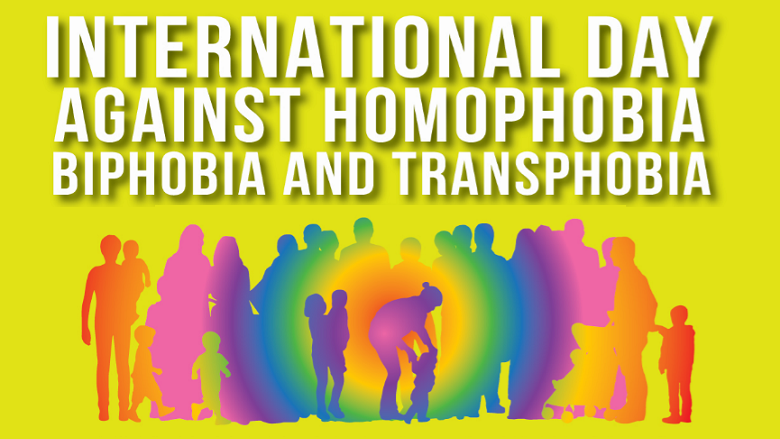 INTERNATIONAL DAY
AGAINST HOMOPHOBIA
BIPHOBIA AND TRANSPHOBIA